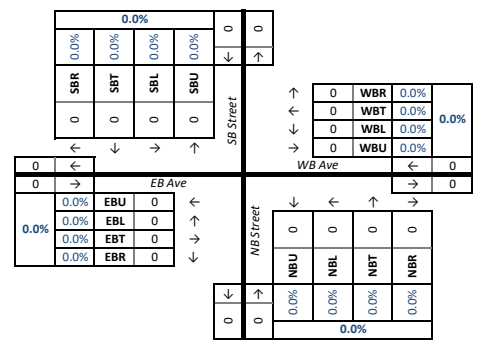 0.0%
0 0
0.0% 0.0% 0.0% 0.0%
↓ ↑
SBR SBT SBL SBU
0 0 0 0
← ↓ → ↑
SB Street
↑ 0 WBR 0.0%
← 0 WBT 0.0%
↓ 0 WBL 0.0%
→ 0 WBU 0.0%
0.0%
WB Ave
0 ←
← 0
0 →
→ 0
EB Ave
0.0%
0.0% EBU 0 ←
0.0% EBL 0 ↑
0.0% EBT 0 →
0.0% EBR 0 ↓
NB Street
↓ ← ↑ →
0 0 0 0
NBU NBL NBT NBR
0.0% 0.0% 0.0% 0.0%
↓ ↑
0 0
0.0%